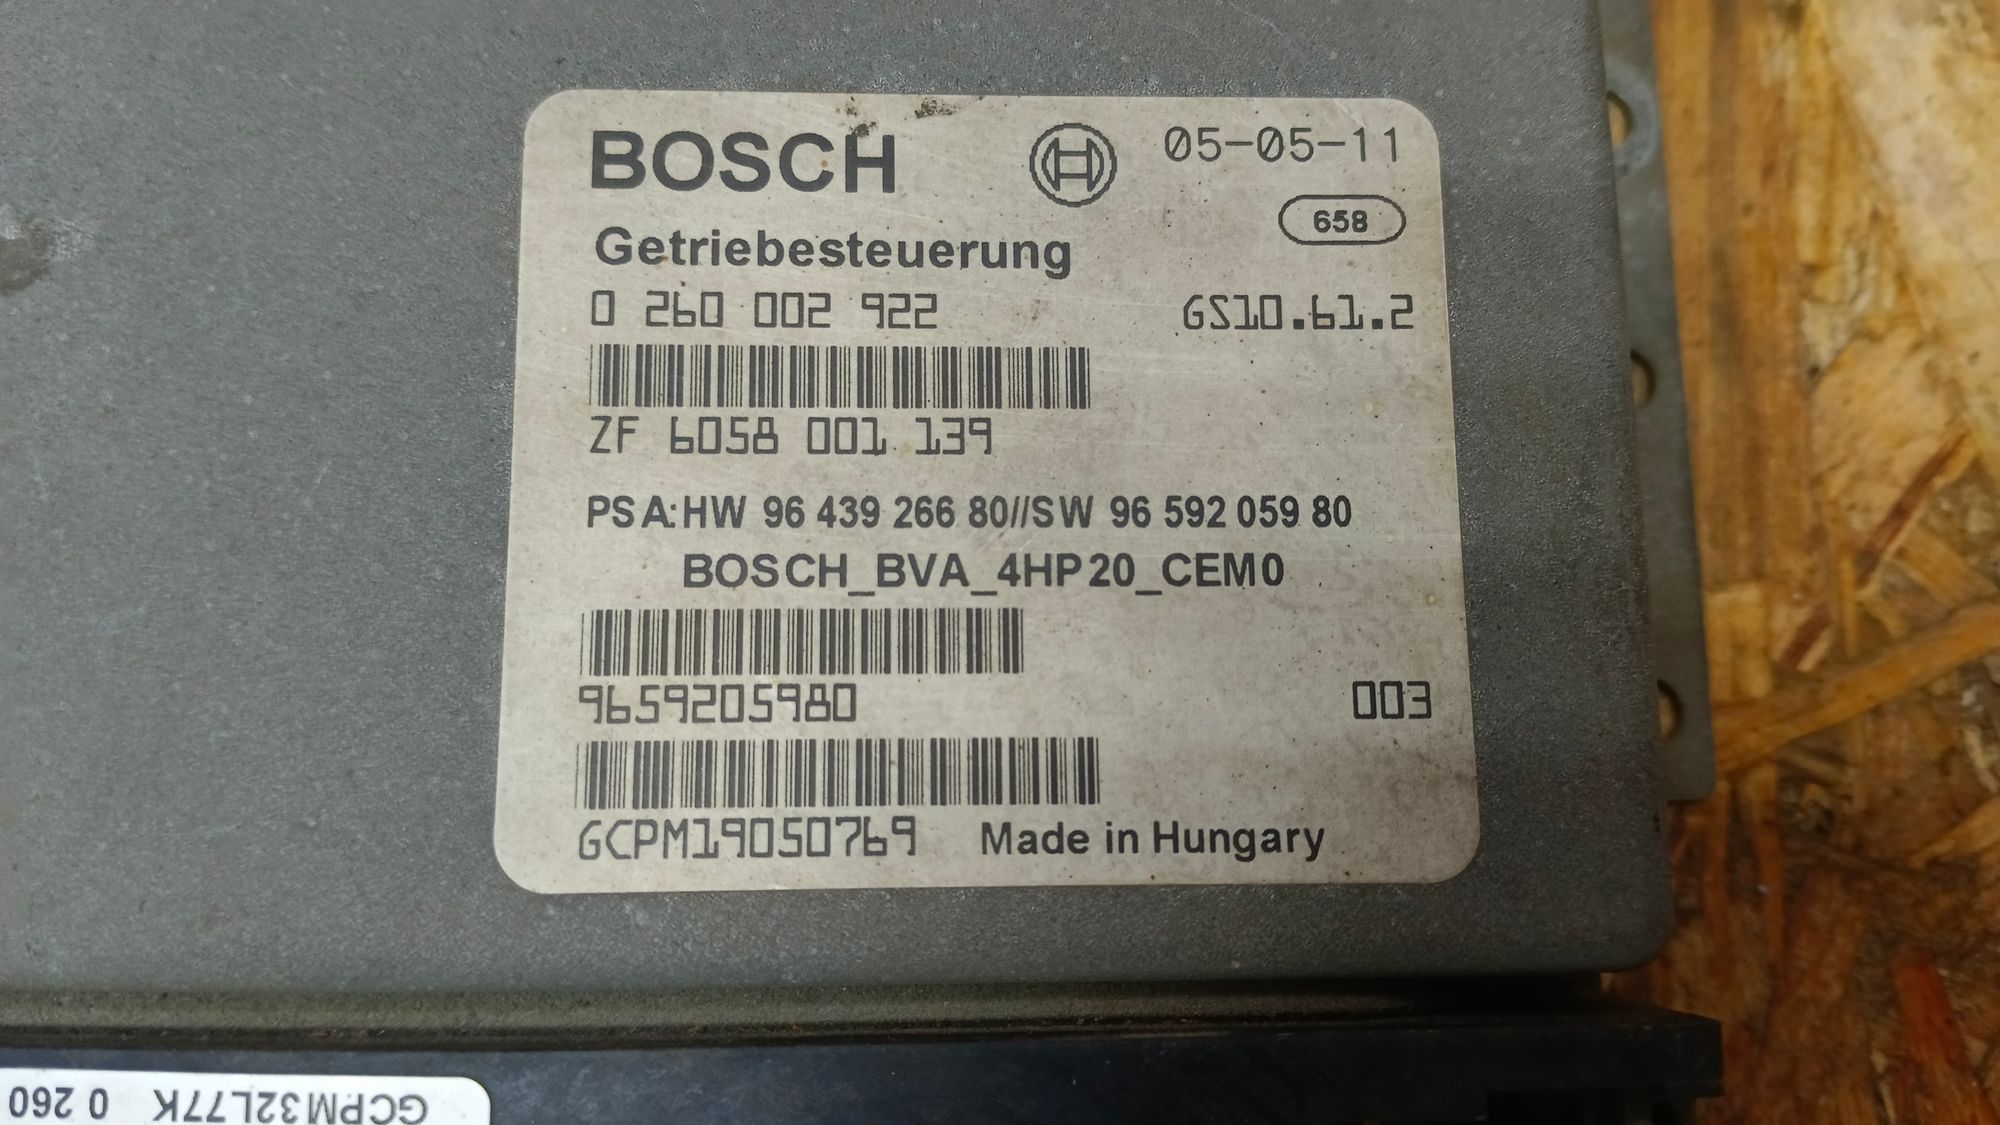 BOSCH
05-05-11
658
Getriebesteuerung
0 260 002 922 GS10.61.2
ZF 6058 001 139
PSA:HW 96 439 266 80//SW 96 592 059 80
BOSCH_BVA_4HP20_CEM0
9659205980 003
GCPM19050769 Made in Hungary
GCPM32L77K 0 260